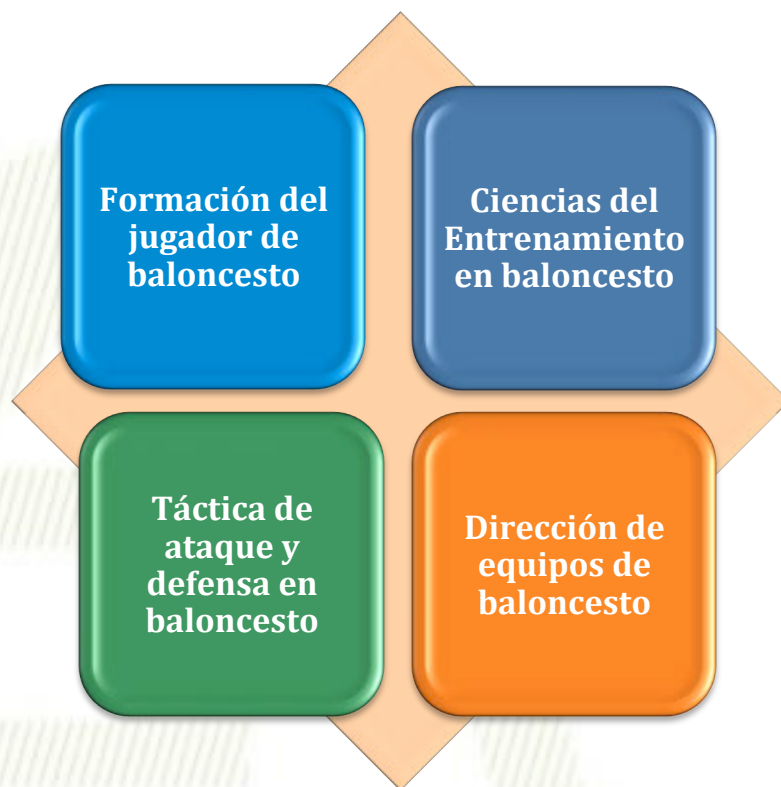 Formación del
jugador de
baloncesto
Ciencias del
Entrenamiento
en baloncesto
Táctica de
ataque y
defensa en
baloncesto
Dirección de
equipos de
baloncesto